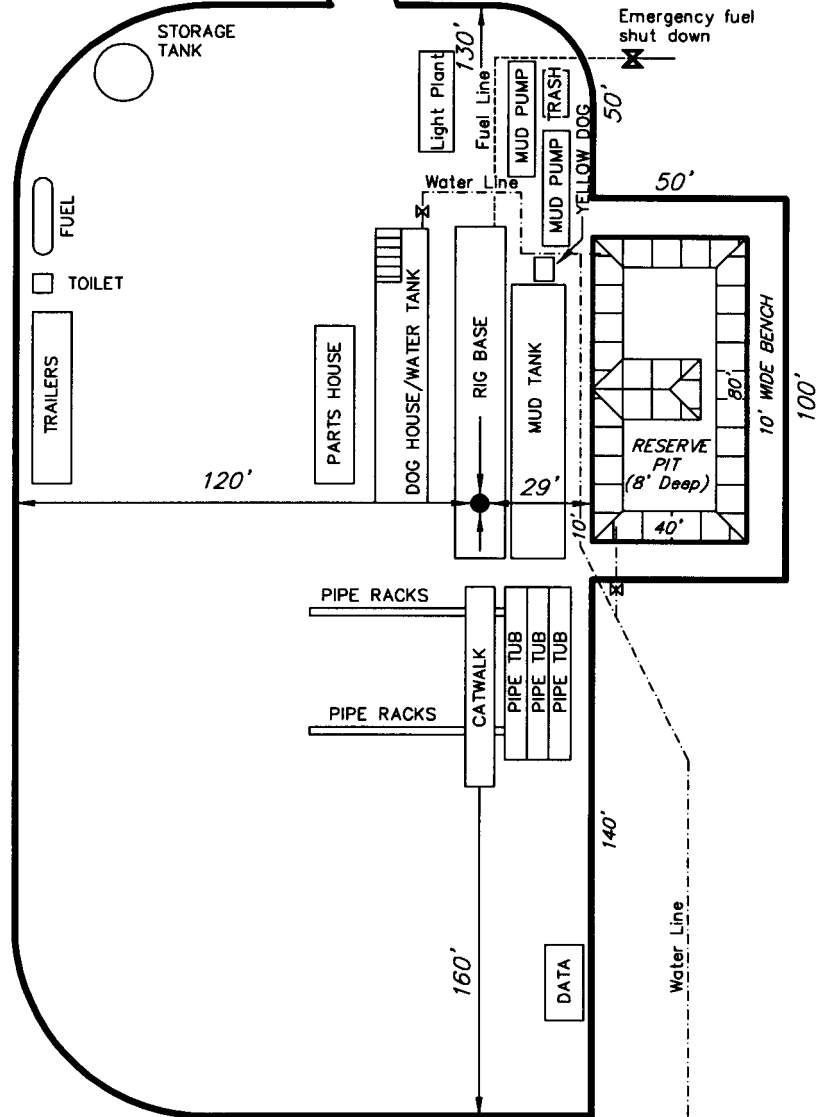 Emergency fuel
shut down
STORAGE
TANK
130'
Light Plant
Fuel Line
MUD PUMP
TRASH
50'
MUD PUMP
YELLOW DOG
Water Line
50'
FUEL
TOILET
TRAILERS
PARTS HOUSE
DOG HOUSE/WATER TANK
RIG BASE
MUD TANK
80'
10' WIDE BENCH
100'
RESERVE
PIT
(8' Deep)
120'
29'
10'
40'
PIPE RACKS
CATWALK
PIPE TUB
PIPE TUB
PIPE TUB
PIPE RACKS
140'
160'
DATA
Water Line